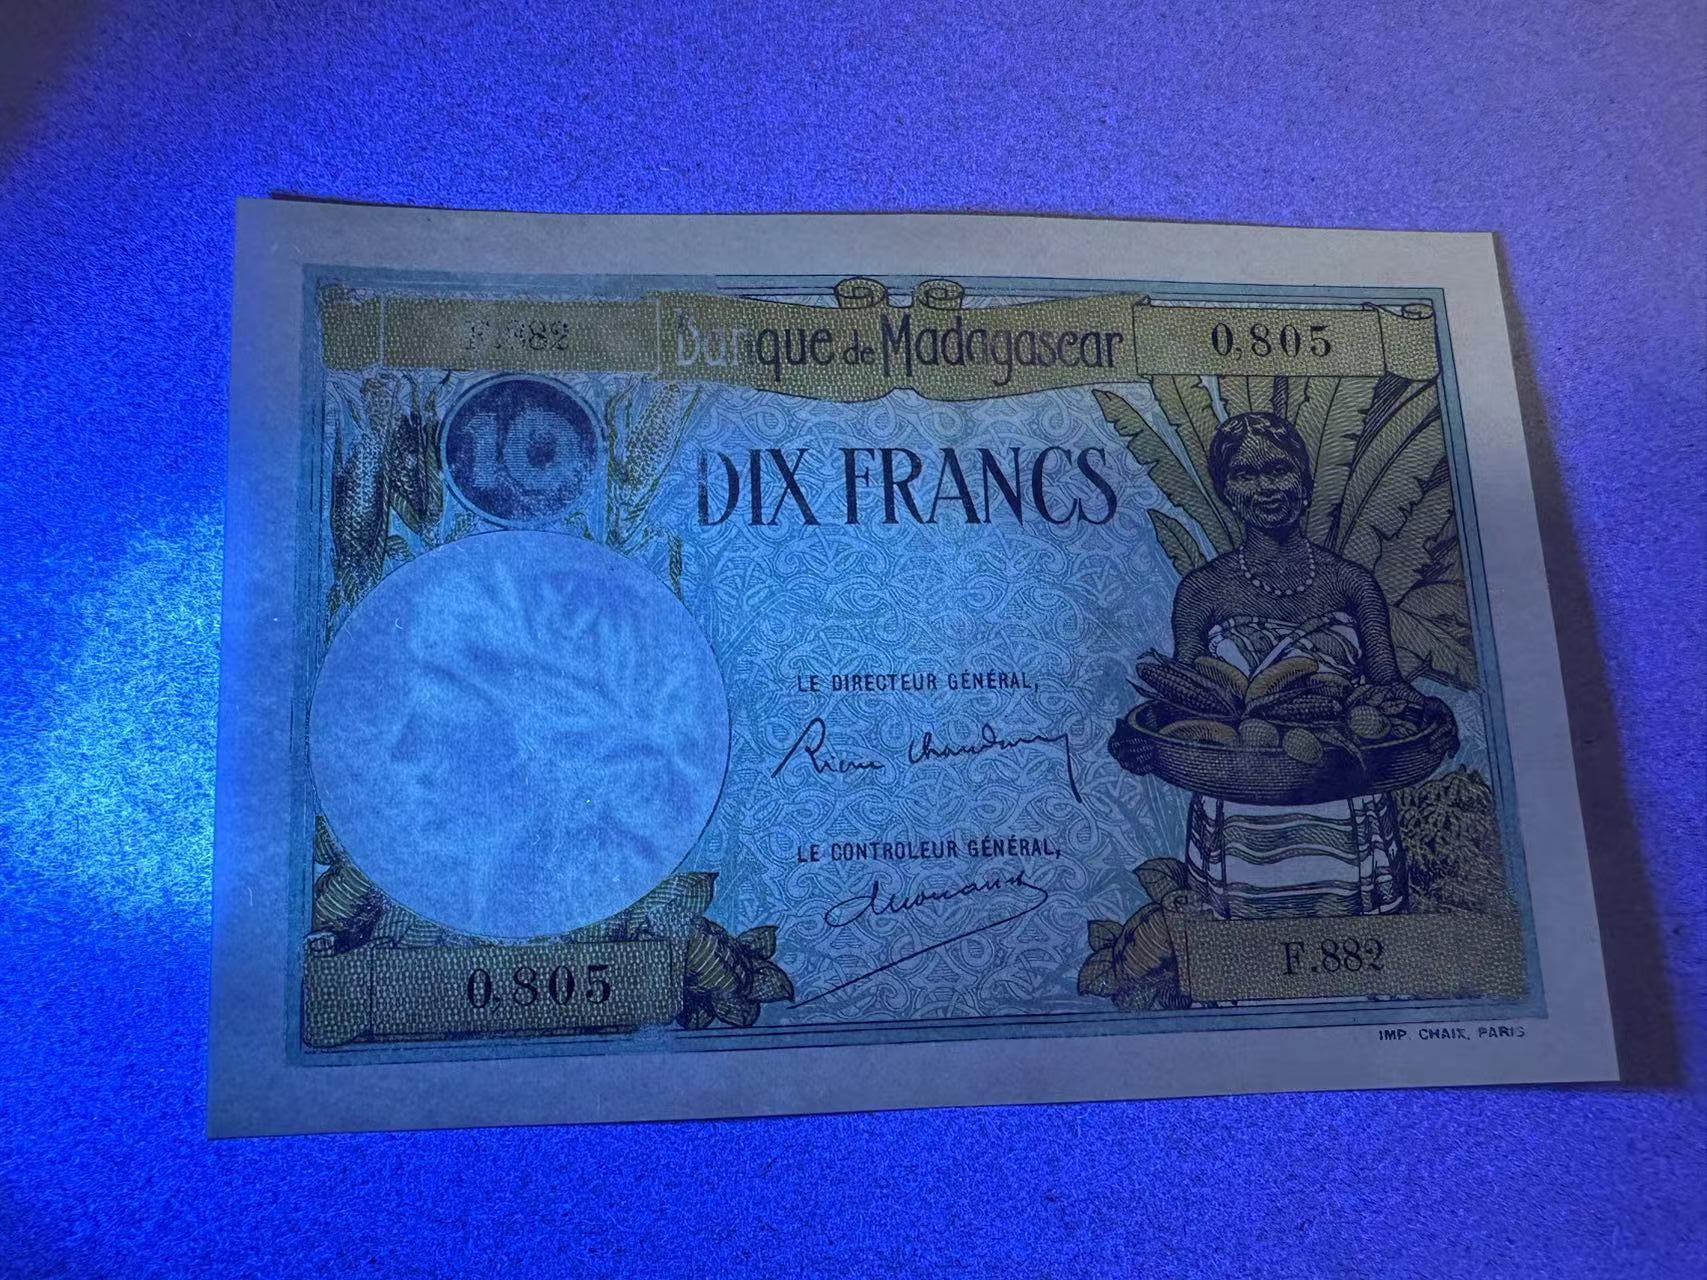 Banque de Madagascar
0,805
10
DIX FRANCS
LE DIRECTEUR GÉNÉRAL,
LE CONTROLEUR GÉNÉRAL,
0,805
F.882
IMP. CHAIX, PARIS